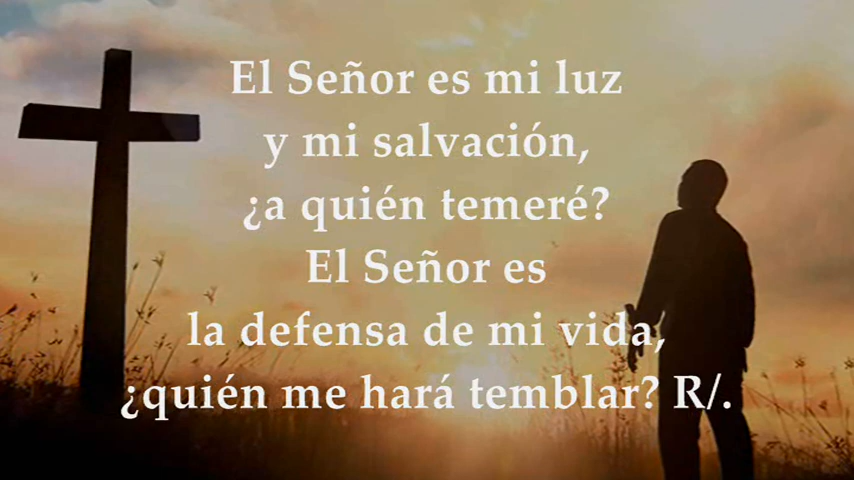 El Señor es mi luz
y mi salvación,
¿a quién temeré?
El Señor es
la defensa de mi vida,
¿quién me hará temblar? R/.